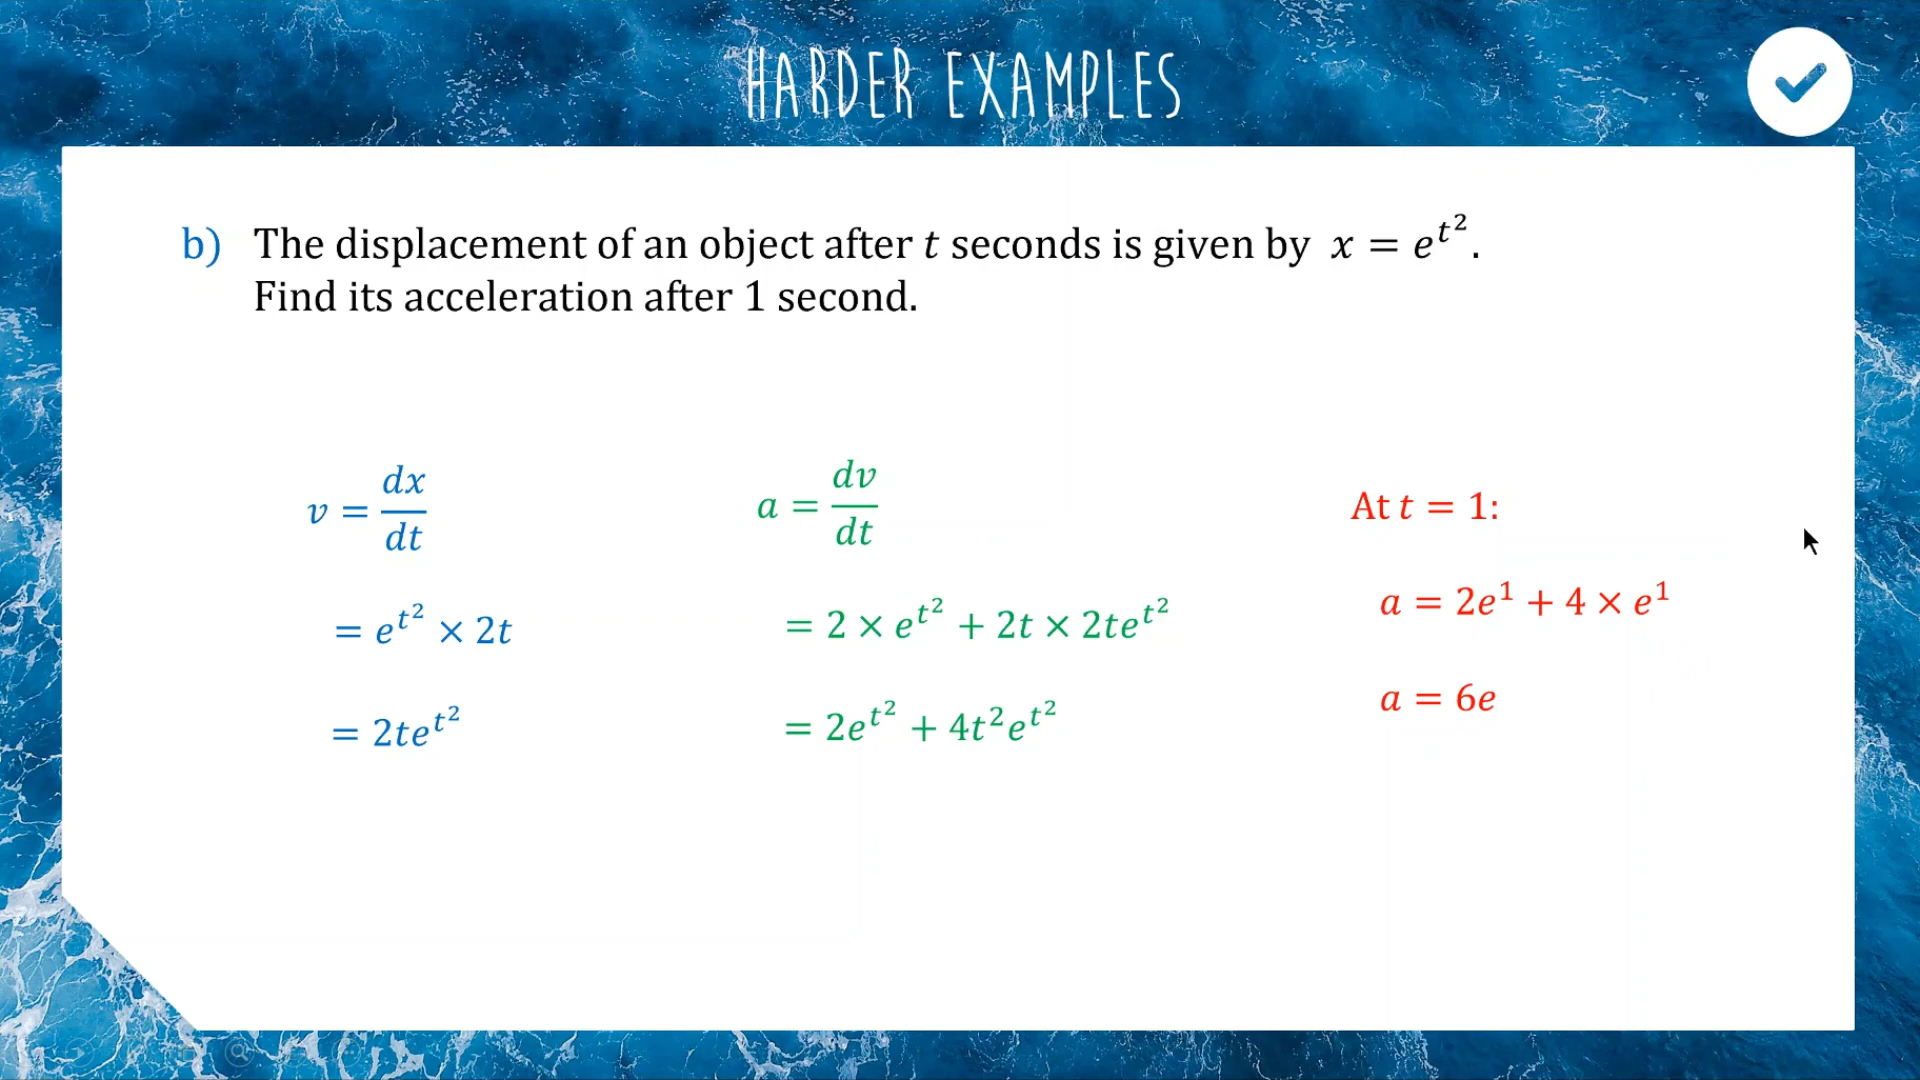 HARDER EXAMPLES
b) The displacement of an object after t seconds is given by x = e^{t^2}.
Find its acceleration after 1 second.
v = \frac{dx}{dt}
= e^{t^2} × 2t
= 2te^{t^2}
a = \frac{dv}{dt}
= 2 × e^{t^2} + 2t × 2te^{t^2}
= 2e^{t^2} + 4t^2e^{t^2}
At t = 1:
a = 2e^1 + 4 × e^1
a = 6e